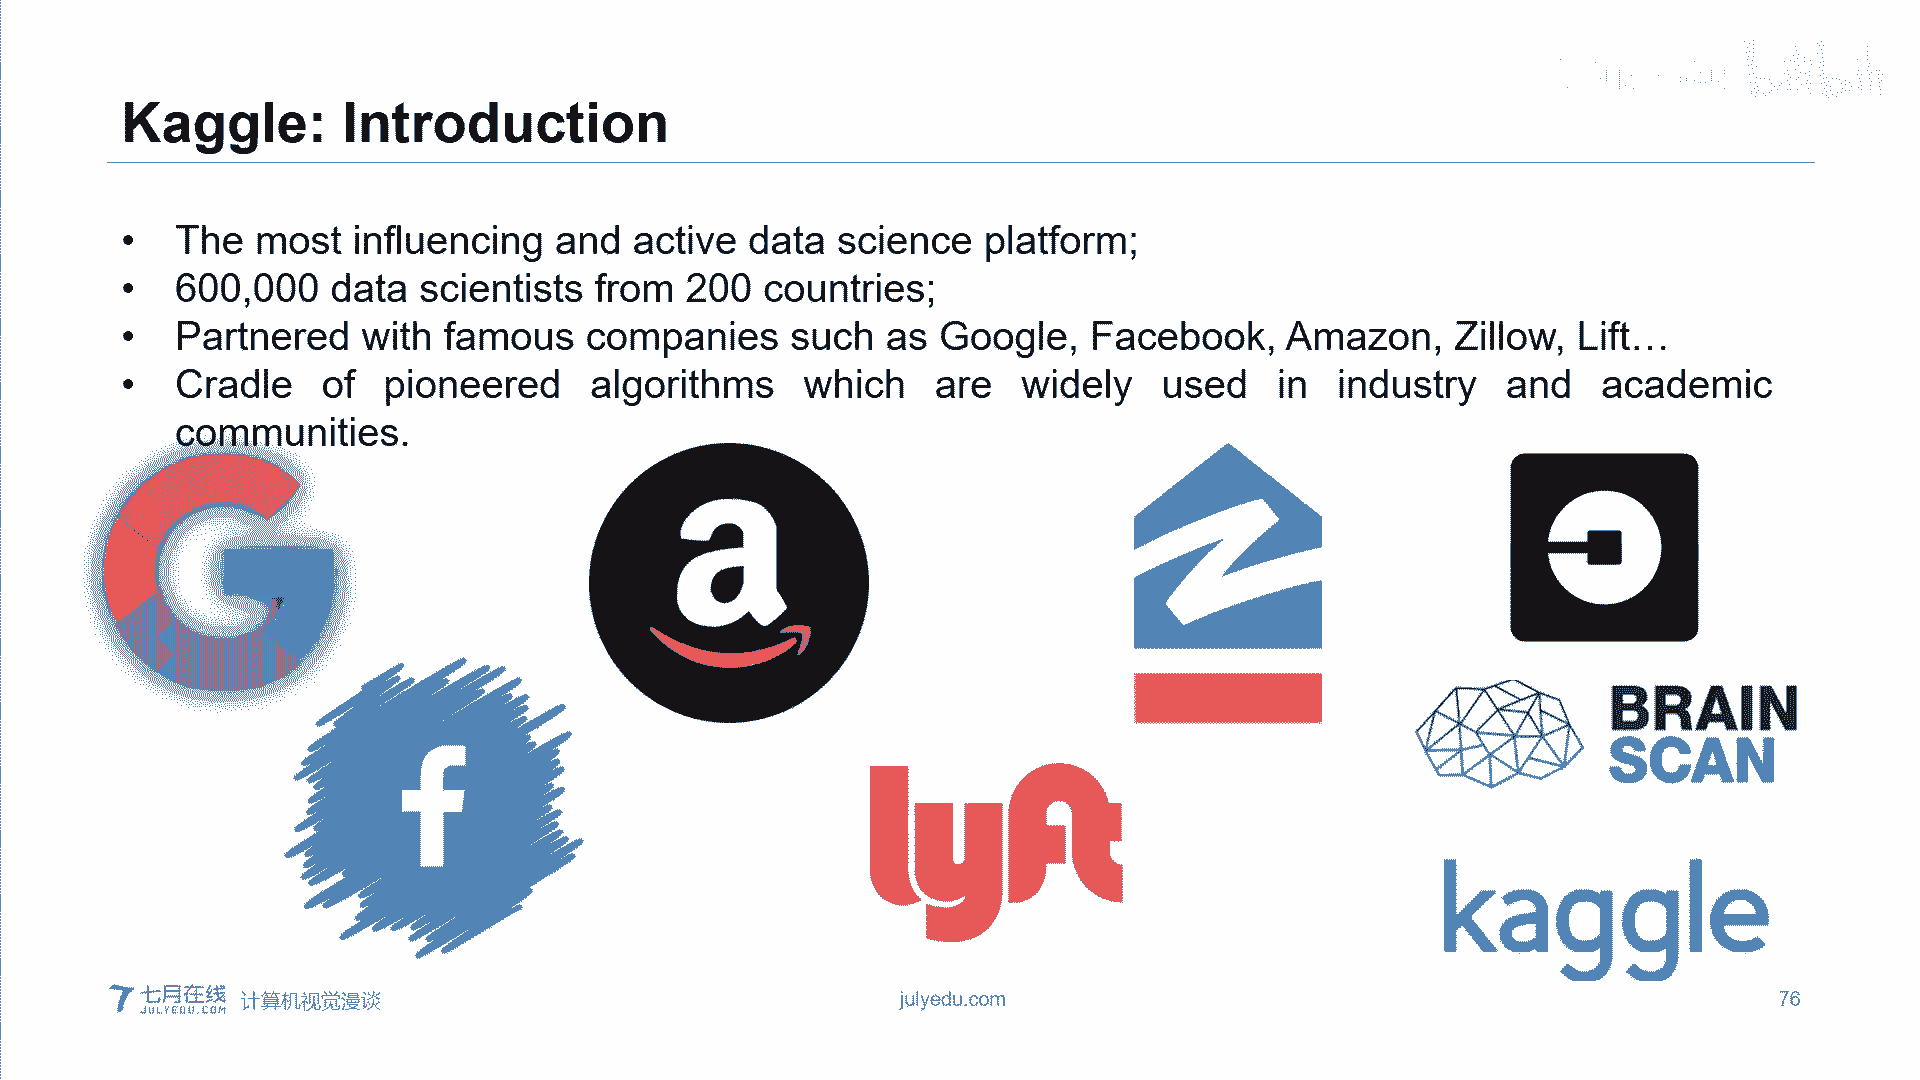 Kaggle: Introduction
• The most influencing and active data science platform;
• 600,000 data scientists from 200 countries;
• Partnered with famous companies such as Google, Facebook, Amazon, Zillow, Lift…
• Cradle of pioneered algorithms which are widely used in industry and academic
communities.
G
a
Z
f
BRAIN
SCAN
lyft
kaggle
七月在线
JULYEDU.COM
计算机视觉漫谈
julyedu.com
76